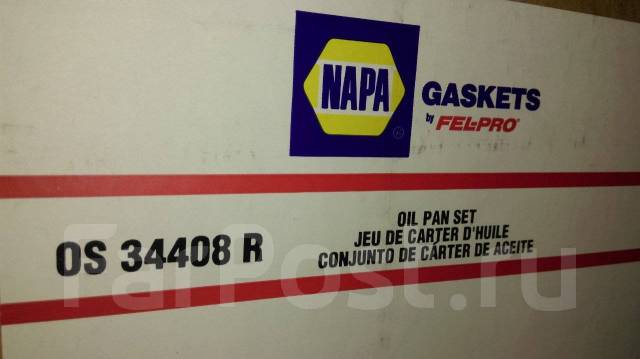 NAPA
GASKETS
by FEL-PRO®
OS 34408 R
OIL PAN SET
JEU DE CARTER D'HUILE
CONJUNTO DE CÁRTER DE ACEITE
FarPost.ru